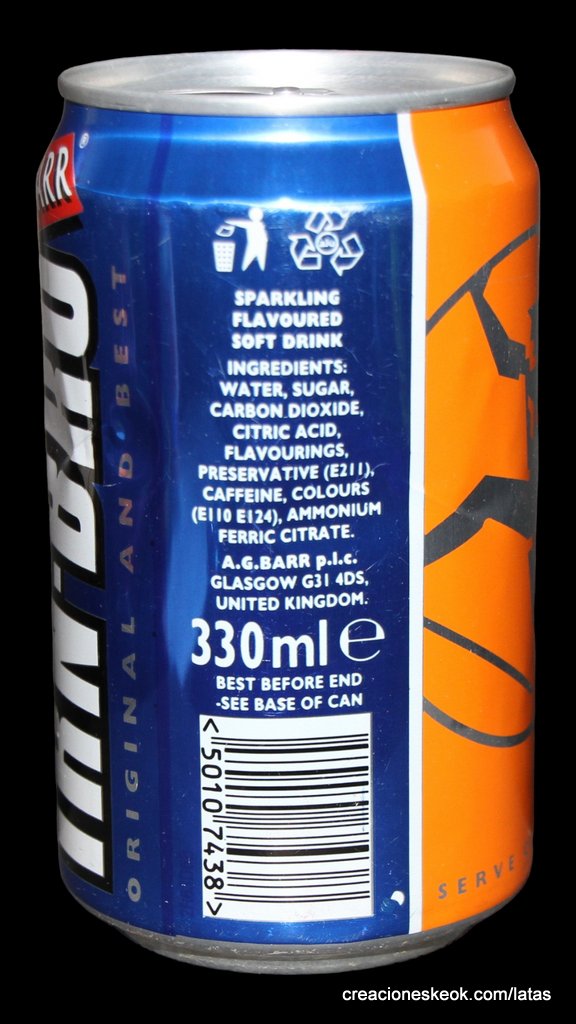 BARR
IRN-BRU
ORIGINAL AND BEST
SPARKLING
FLAVOURED
SOFT DRINK
INGREDIENTS:
WATER, SUGAR,
CARBON DIOXIDE,
CITRIC ACID,
FLAVOURINGS,
PRESERVATIVE (E211),
CAFFEINE, COLOURS
(E110 E124), AMMONIUM
FERRIC CITRATE.
A.G.BARR p.l.c.
GLASGOW G31 4DS,
UNITED KINGDOM.
330ml e
BEST BEFORE END
-SEE BASE OF CAN
< 5010 7438 >
SERVE
creacioneskeok.com/latas